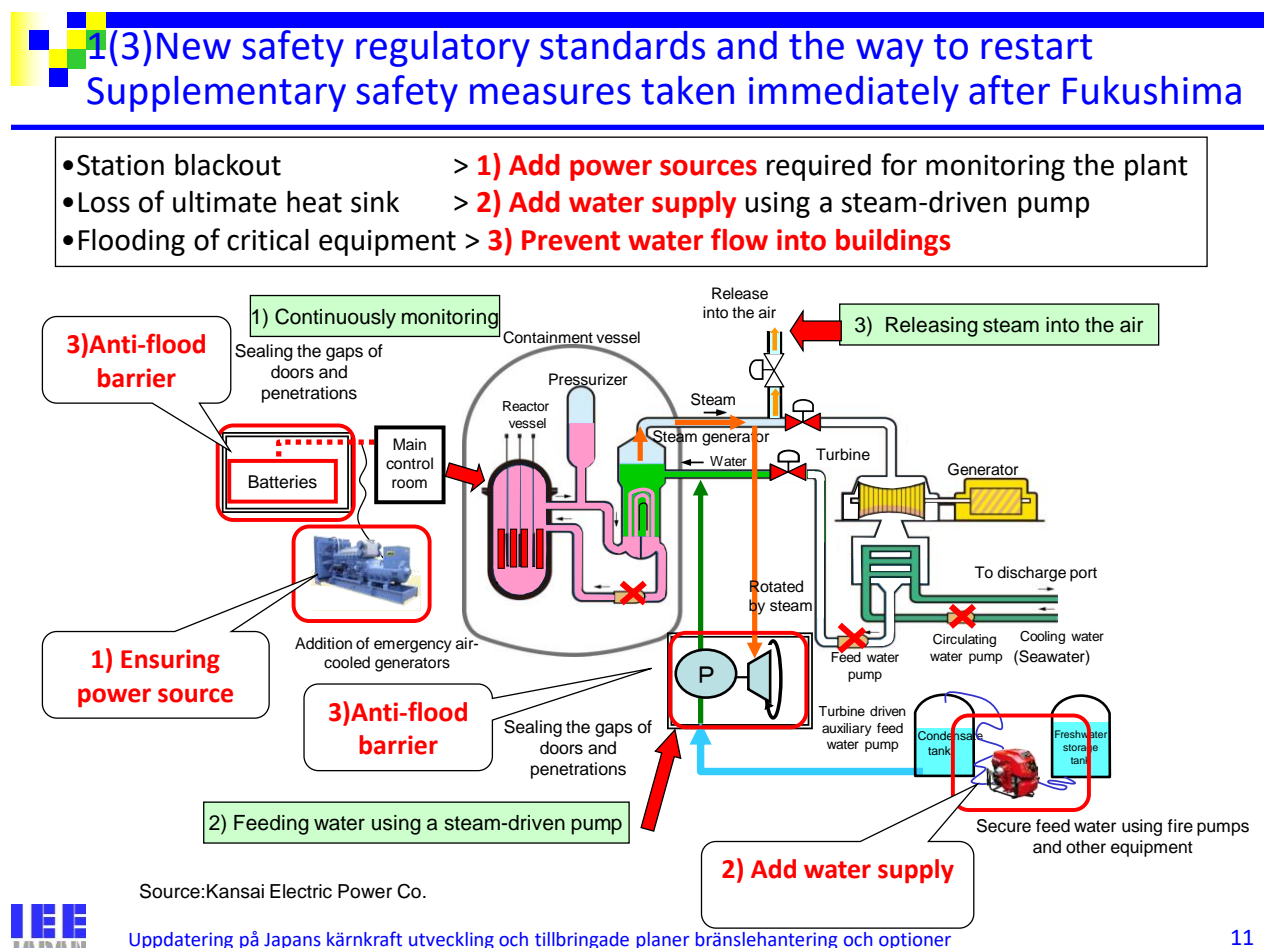 1(3)New safety regulatory standards and the way to restart
Supplementary safety measures taken immediately after Fukushima
•Station blackout > 1) Add power sources required for monitoring the plant
•Loss of ultimate heat sink > 2) Add water supply using a steam-driven pump
•Flooding of critical equipment > 3) Prevent water flow into buildings
1) Continuously monitoring
3)Anti-flood
barrier
Sealing the gaps of
doors and
penetrations
Containment vessel
Pressurizer
Reactor
vessel
Release
into the air
3) Releasing steam into the air
Steam
Steam generator
Water
Turbine
Generator
Main
control
room
Batteries
To discharge port
Rotated
by steam
Addition of emergency air-
cooled generators
1) Ensuring
power source
Feed water
pump
Circulating
water pump
Cooling water
(Seawater)
P
3)Anti-flood
barrier
Sealing the gaps of
doors and
penetrations
Turbine driven
auxiliary feed
water pump
Condensate
tank
Freshwater
storage
tank
2) Feeding water using a steam-driven pump
Secure feed water using fire pumps
and other equipment
2) Add water supply
Source:Kansai Electric Power Co.
IEE
JAPAN
Uppdatering på Japans kärnkraft utveckling och tillbringade planer bränslehantering och optioner
11